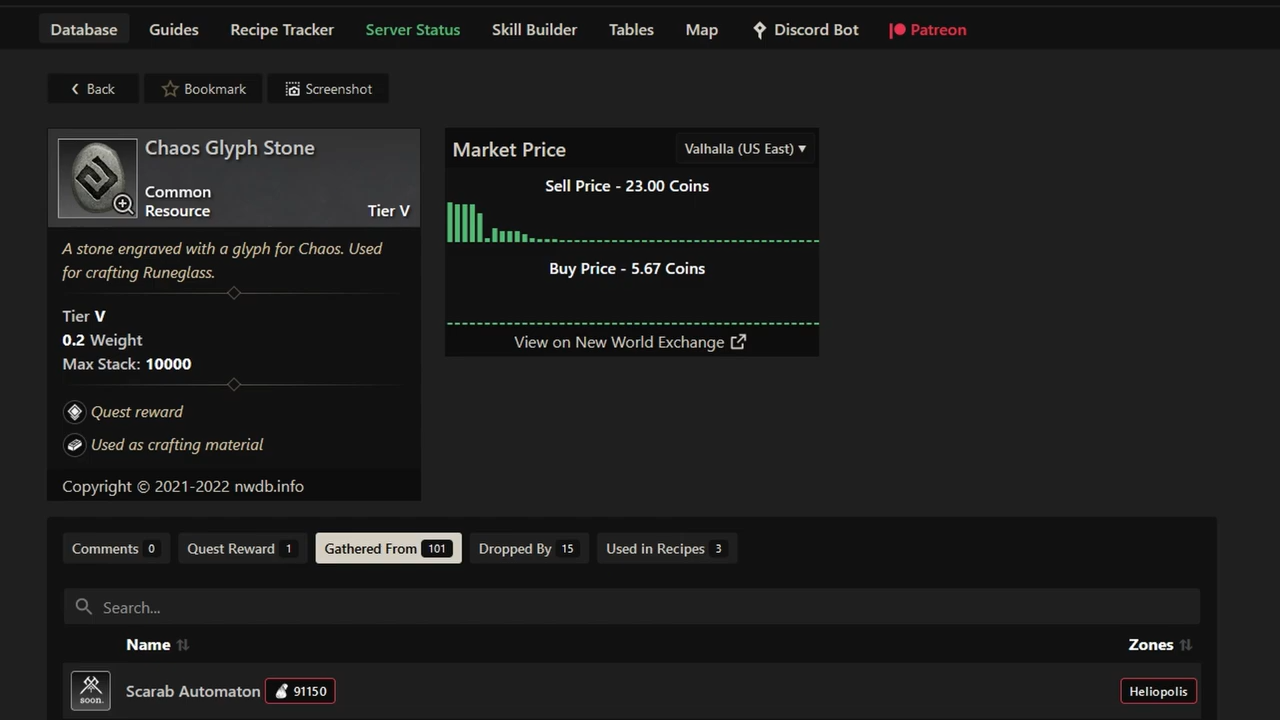 Database Guides Recipe Tracker Server Status Skill Builder Tables Map Discord Bot Patreon
Back Bookmark Screenshot
Chaos Glyph Stone
Common
Resource Tier V
A stone engraved with a glyph for Chaos. Used
for crafting Runeglass.
Tier V
0.2 Weight
Max Stack: 10000
Quest reward
Used as crafting material
Copyright © 2021-2022 nwdb.info
Market Price Valhalla (US East) ▾
Sell Price - 23.00 Coins
Buy Price - 5.67 Coins
View on New World Exchange
Comments 0 Quest Reward 1 Gathered From 101 Dropped By 15 Used in Recipes 3
Search...
Name Zones
soon. Scarab Automaton 91150 Heliopolis